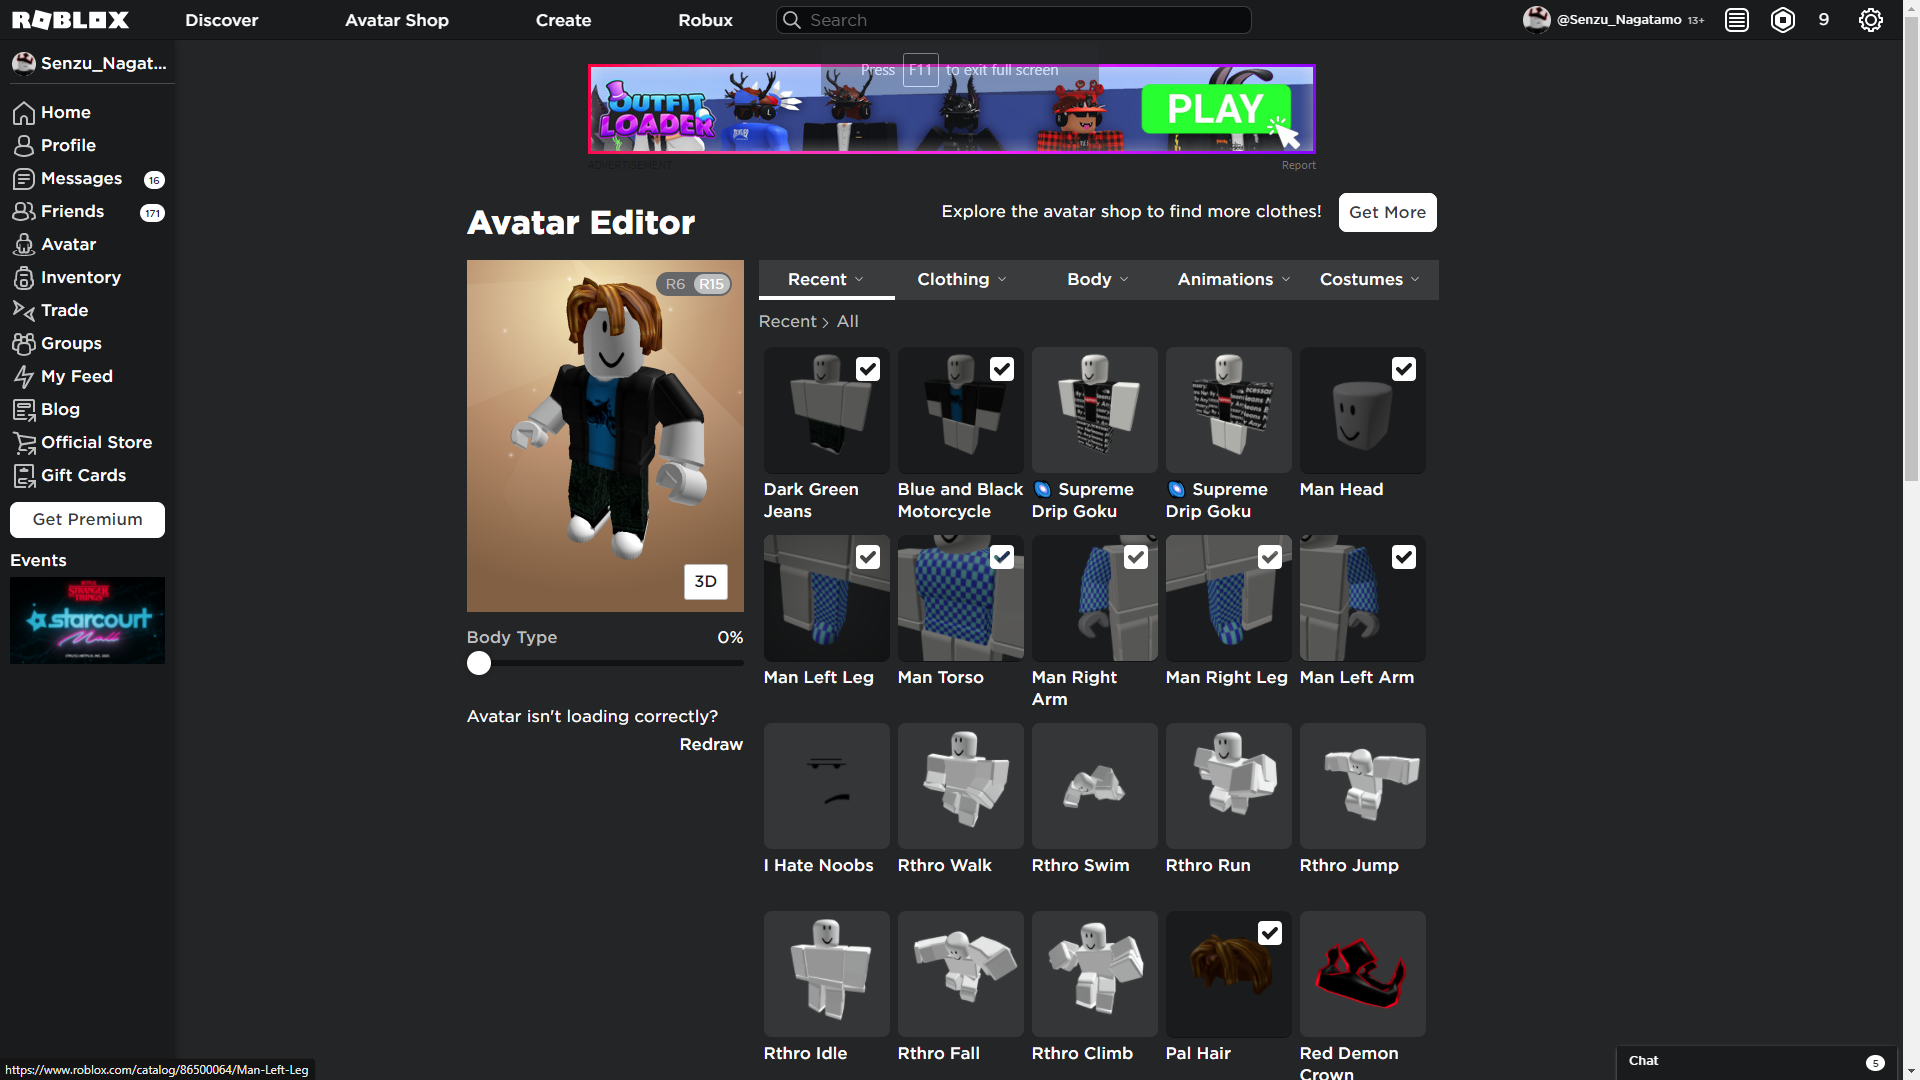 ROBLOX
Discover
Avatar Shop
Create
Robux
Search
@Senzu_Nagatamo 13+
9
Senzu_Nagat...
Home
Profile
Messages
16
Friends
171
Avatar
Inventory
Trade
Groups
My Feed
Blog
Official Store
Gift Cards
Get Premium
Events
STRANGER
THINGS
starcourt
Mall
Press F11 to exit full screen
OUTFIT
LOADER
PLAY
ADVERTISEMENT
Report
Avatar Editor
Explore the avatar shop to find more clothes!
Get More
R6 R15
3D
Body Type
0%
Avatar isn't loading correctly?
Redraw
Recent
Clothing
Body
Animations
Costumes
Recent > All
Dark Green
Jeans
Blue and Black
Motorcycle
Supreme
Drip Goku
Supreme
Drip Goku
Man Head
Man Left Leg
Man Torso
Man Right
Arm
Man Right Leg
Man Left Arm
I Hate Noobs
Rthro Walk
Rthro Swim
Rthro Run
Rthro Jump
Rthro Idle
Rthro Fall
Rthro Climb
Pal Hair
Red Demon
Crown
https://www.roblox.com/catalog/86500064/Man-Left-Leg
Chat
5